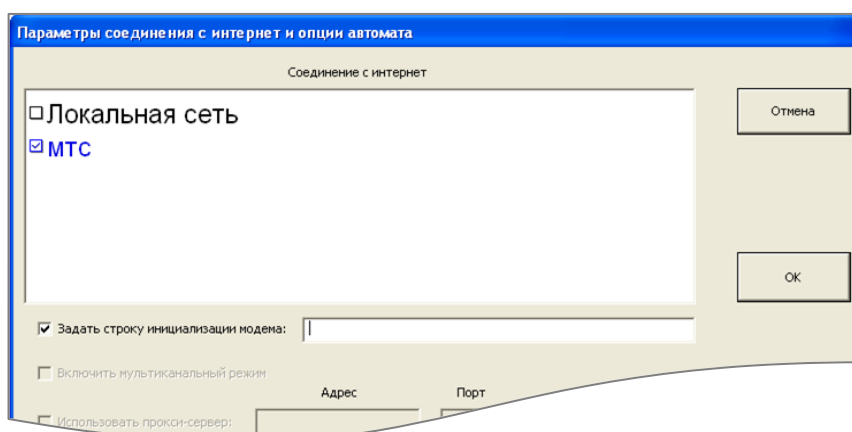 Параметры соединения с интернет и опции автомата
Соединение с интернет
Локальная сеть
МТС
Отмена
ОК
Задать строку инициализации модема:
Включить мультиканальный режим
Адрес Порт
Использовать прокси-сервер: